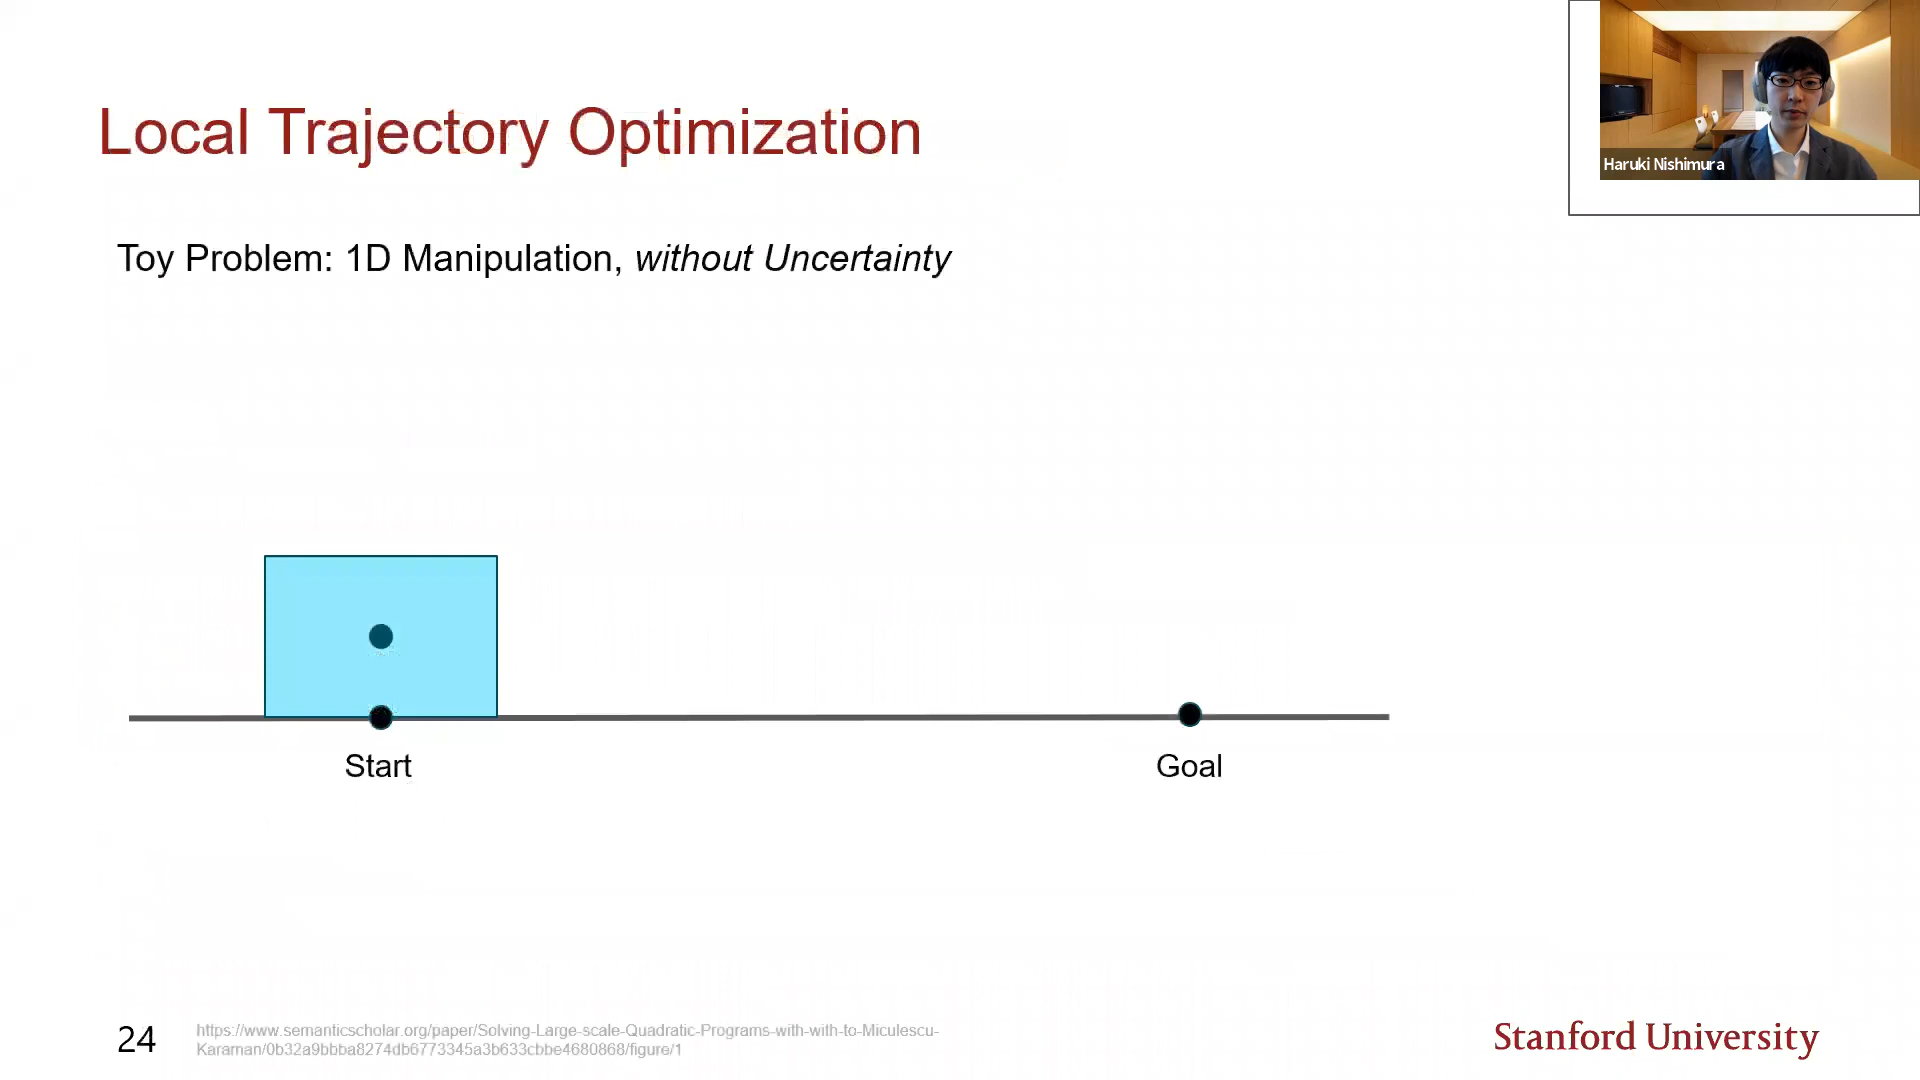 Local Trajectory Optimization
Haruki Nishimura
Toy Problem: 1D Manipulation, without Uncertainty
Start
Goal
24
https://www.semanticscholar.org/paper/Solving-Large-scale-Quadratic-Programs-with-with-to-Miculescu-
Karaman/0b32a9bbba8274db6773345a3b633cbbe4680868/figure/1
Stanford University